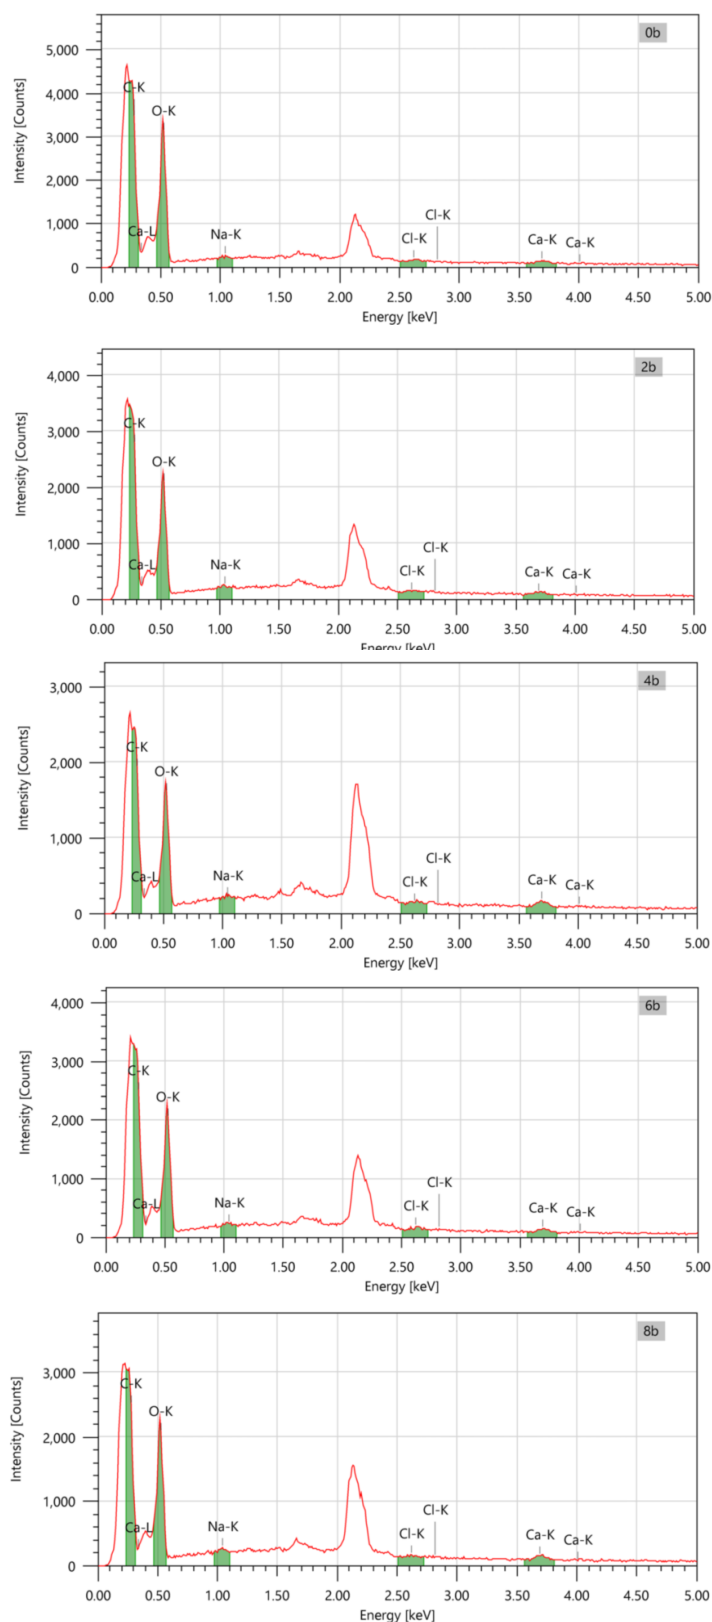 0b
5,000
4,000
3,000
2,000
1,000
0
Intensity [Counts]
C-K
O-K
Ca-L
Na-K
Cl-K
Cl-K
Ca-K
Ca-K
0.00 0.50 1.00 1.50 2.00 2.50 3.00 3.50 4.00 4.50 5.00
Energy [keV]
2b
4,000
3,000
2,000
1,000
0
Intensity [Counts]
C-K
O-K
Ca-L
Na-K
Cl-K
Cl-K
Ca-K
Ca-K
0.00 0.50 1.00 1.50 2.00 2.50 3.00 3.50 4.00 4.50 5.00
Energy [keV]
4b
3,000
2,000
1,000
0
Intensity [Counts]
C-K
O-K
Ca-L
Na-K
Cl-K
Cl-K
Ca-K
Ca-K
0.00 0.50 1.00 1.50 2.00 2.50 3.00 3.50 4.00 4.50 5.00
Energy [keV]
6b
4,000
3,000
2,000
1,000
0
Intensity [Counts]
C-K
O-K
Ca-L
Na-K
Cl-K
Cl-K
Ca-K
Ca-K
0.00 0.50 1.00 1.50 2.00 2.50 3.00 3.50 4.00 4.50 5.00
Energy [keV]
8b
3,000
2,000
1,000
0
Intensity [Counts]
C-K
O-K
Ca-L
Na-K
Cl-K
Cl-K
Ca-K
Ca-K
0.00 0.50 1.00 1.50 2.00 2.50 3.00 3.50 4.00 4.50 5.00
Energy [keV]